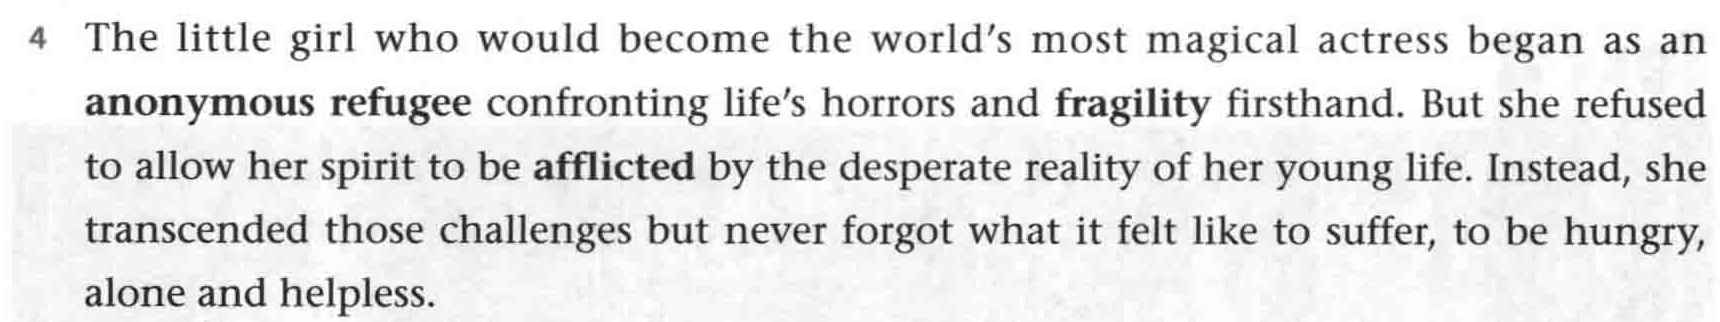 4 The little girl who would become the world's most magical actress began as an
anonymous refugee confronting life's horrors and fragility firsthand. But she refused
to allow her spirit to be afflicted by the desperate reality of her young life. Instead, she
transcended those challenges but never forgot what it felt like to suffer, to be hungry,
alone and helpless.